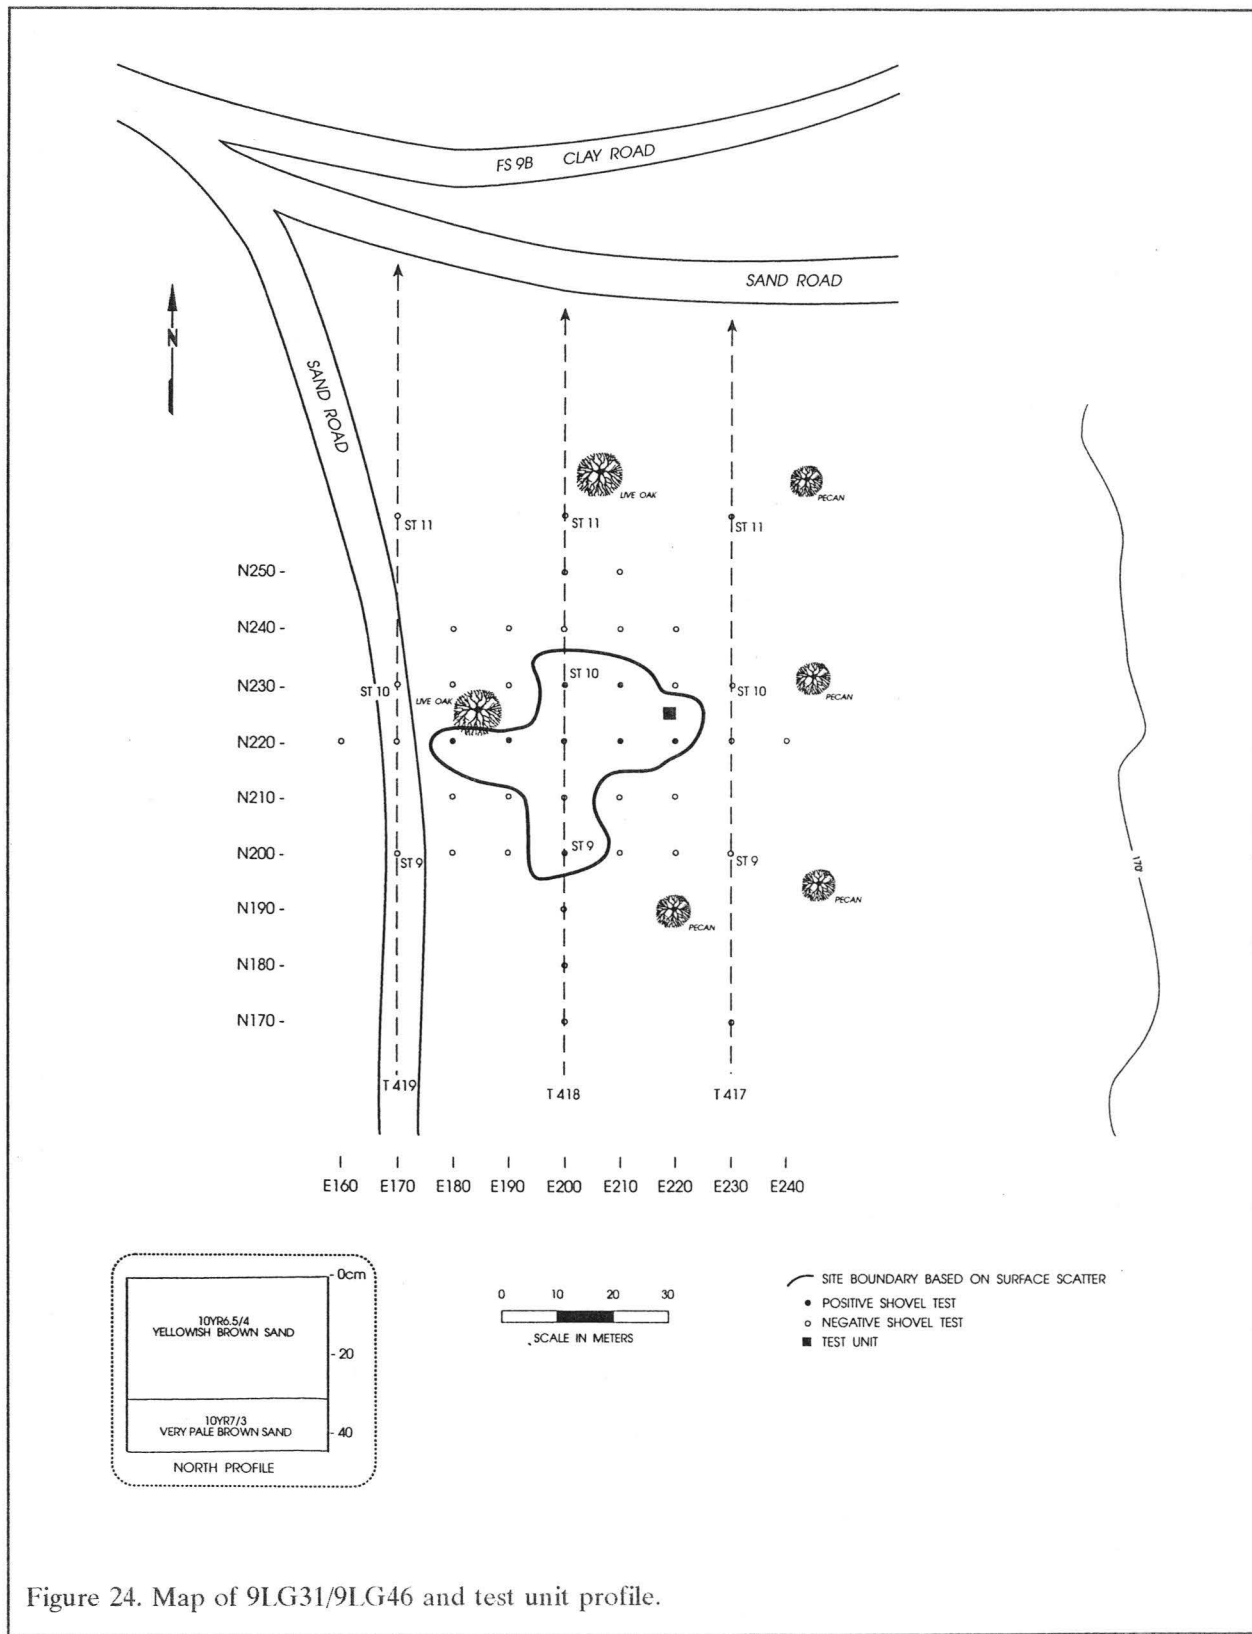 FS 9B CLAY ROAD
SAND ROAD
N
SAND ROAD
LIVE OAK
PECAN
ST 11
ST 11
ST 11
N250 -
N240 -
ST 10
N230 -
ST 10
ST 10
LIVE OAK
PECAN
N220 -
N210 -
ST 9
N200 -
ST 9
ST 9
170'
N190 -
PECAN
PECAN
N180 -
N170 -
T 419
T 418
T 417
E160 E170 E180 E190 E200 E210 E220 E230 E240
- 0cm
10YR6.5/4
YELLOWISH BROWN SAND
- 20
10YR7/3
VERY PALE BROWN SAND
- 40
NORTH PROFILE
0 10 20 30
SCALE IN METERS
SITE BOUNDARY BASED ON SURFACE SCATTER
POSITIVE SHOVEL TEST
NEGATIVE SHOVEL TEST
TEST UNIT
Figure 24. Map of 9LG31/9LG46 and test unit profile.